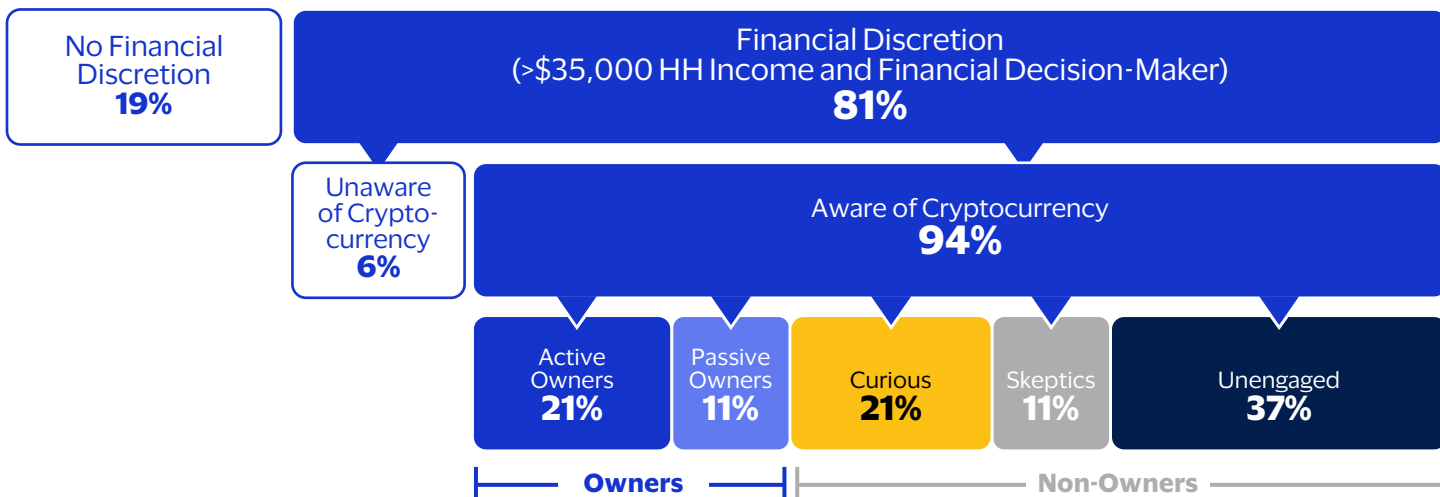 No Financial
Discretion
19%
Financial Discretion
(>$35,000 HH Income and Financial Decision-Maker)
81%
Unaware
of Crypto-
currency
6%
Aware of Cryptocurrency
94%
Active
Owners
21%
Passive
Owners
11%
Curious
21%
Skeptics
11%
Unengaged
37%
Owners
Non-Owners